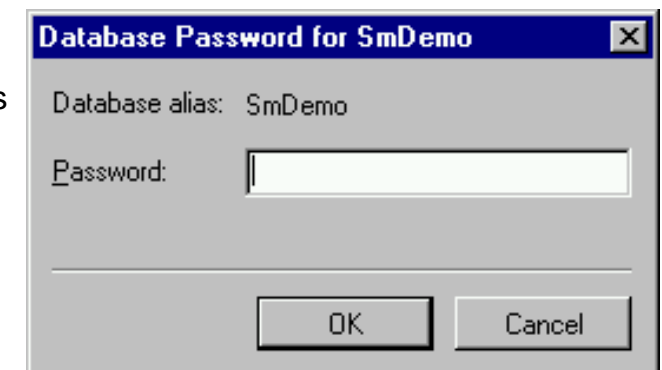 Database Password for SmDemo
s
Database alias: SmDemo
Password:
OK Cancel